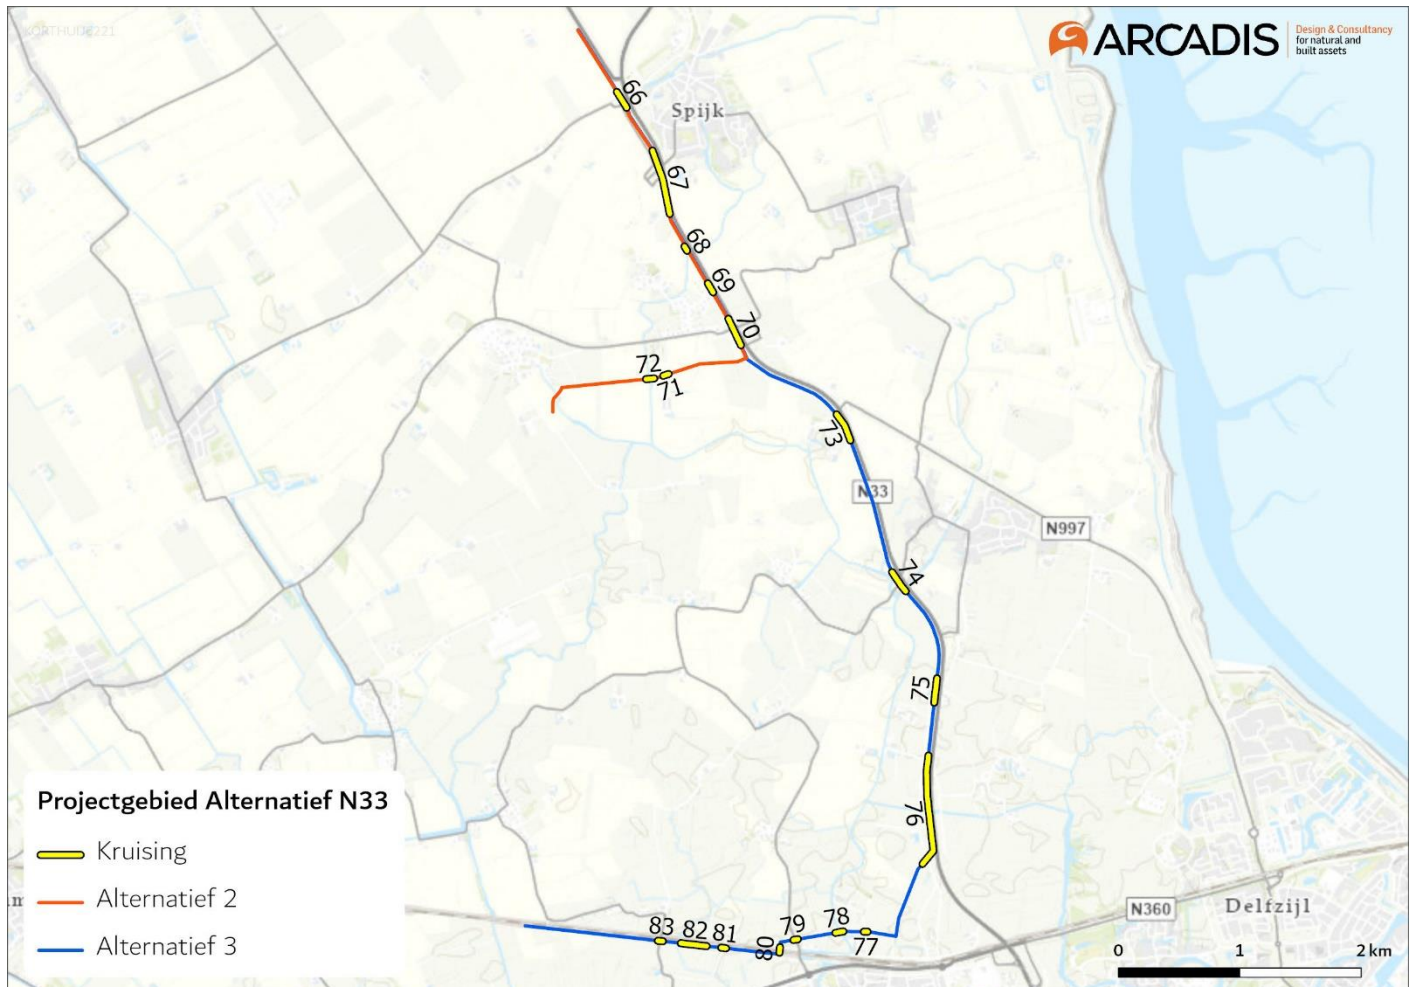 ARCADIS
Design & Consultancy
for natural and
built assets
66
Spijk
67
68
69
70
72
71
73
N33
N997
74
75
76
Projectgebied Alternatief N33
Kruising
Alternatief 2
Alternatief 3
83
82
81
80
79
78
77
N360
Delfzijl
0
1
2 km